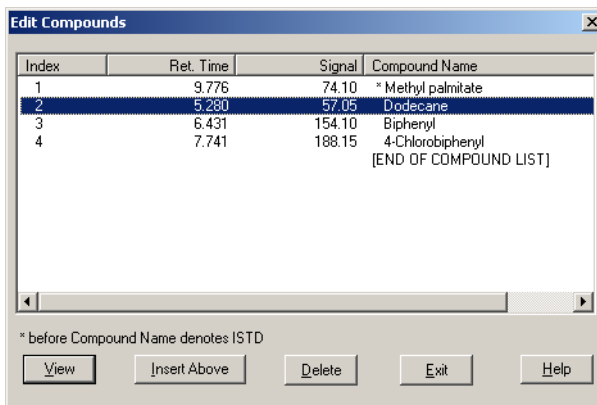 Edit Compounds
Index Ret. Time Signal Compound Name
1 9.776 74.10 * Methyl palmitate
2 5.280 57.05 Dodecane
3 6.431 154.10 Biphenyl
4 7.741 188.15 4-Chlorobiphenyl
[END OF COMPOUND LIST]
* before Compound Name denotes ISTD
View Insert Above Delete Exit Help